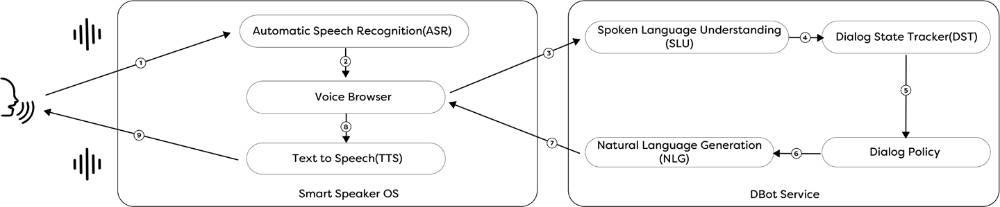 Automatic Speech Recognition(ASR)
Spoken Language Understanding
(SLU)
Dialog State Tracker(DST)
1
2
3
4
5
Voice Browser
8
9
7
6
Text to Speech(TTS)
Natural Language Generation
(NLG)
Dialog Policy
Smart Speaker OS
DBot Service